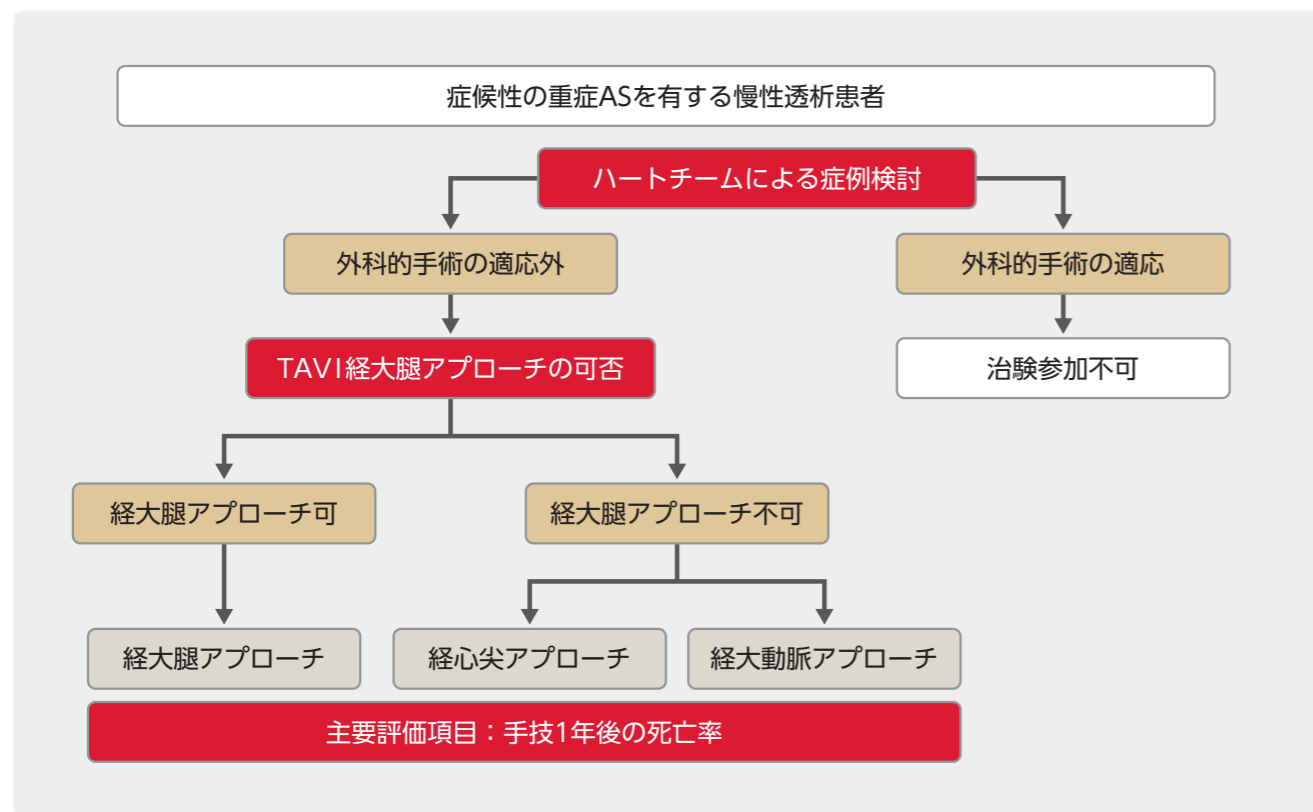 症候性の重症ASを有する慢性透析患者
ハートチームによる症例検討
外科的手術の適応外
外科的手術の適応
TAVI経大腿アプローチの可否
治験参加不可
経大腿アプローチ可
経大腿アプローチ不可
経大腿アプローチ
経心尖アプローチ
経大動脈アプローチ
主要評価項目：手技1年後の死亡率